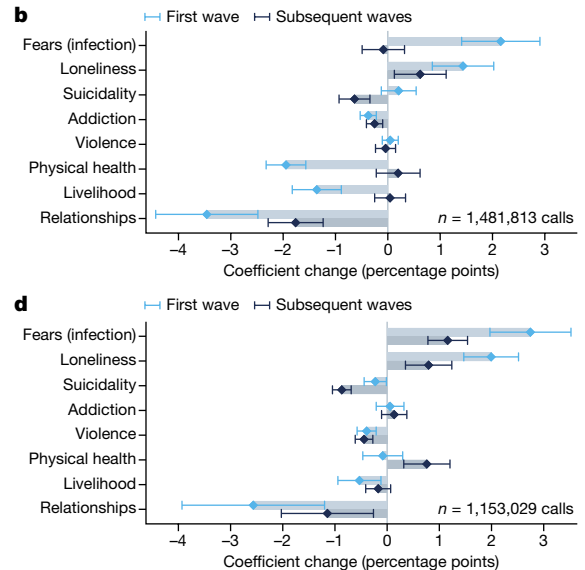 b
First wave Subsequent waves
Fears (infection)
Loneliness
Suicidality
Addiction
Violence
Physical health
Livelihood
Relationships
n = 1,481,813 calls
−4 −3 −2 −1 0 1 2 3
Coefficient change (percentage points)
d
First wave Subsequent waves
Fears (infection)
Loneliness
Suicidality
Addiction
Violence
Physical health
Livelihood
Relationships
n = 1,153,029 calls
−4 −3 −2 −1 0 1 2 3
Coefficient change (percentage points)